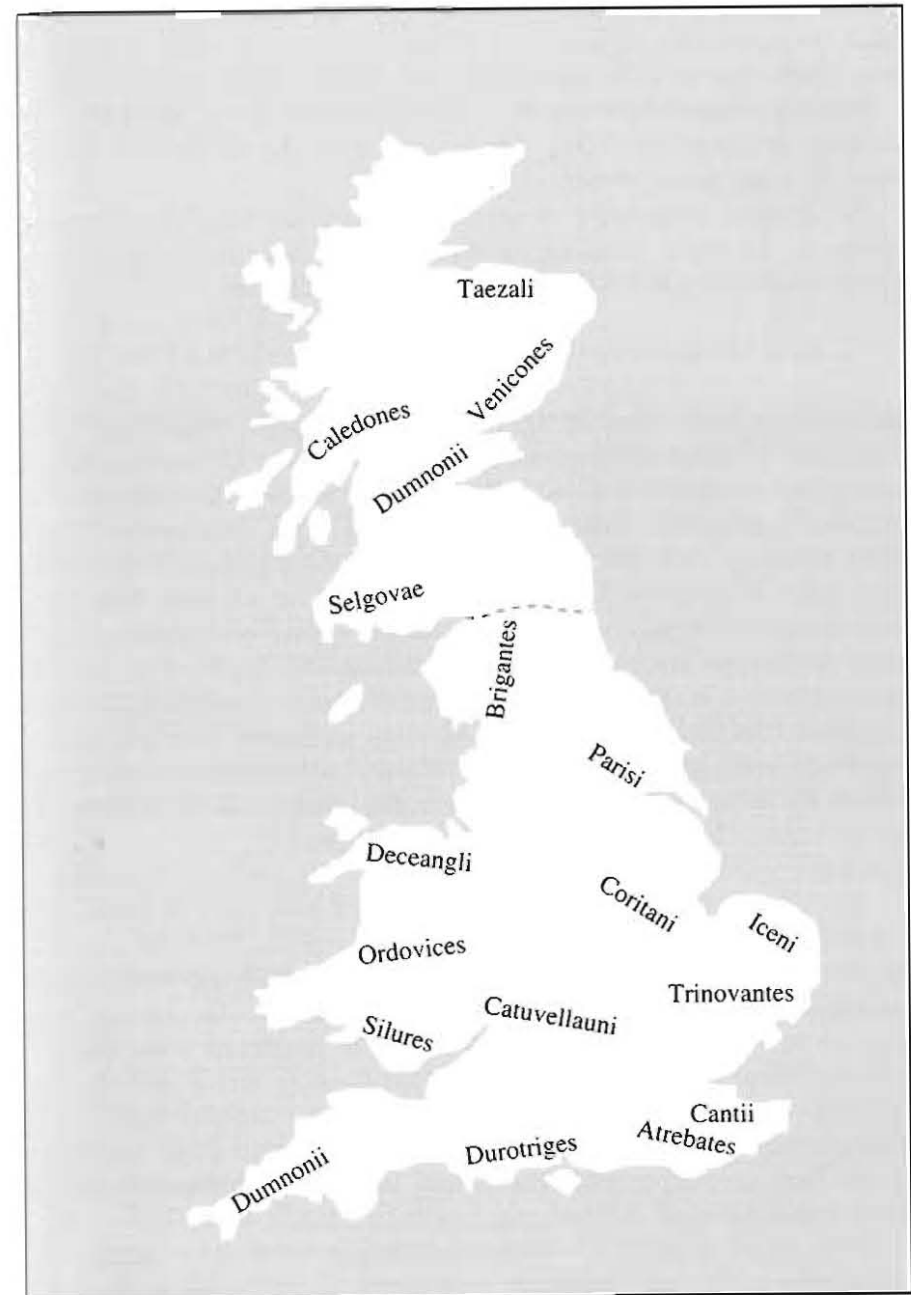 Taezali
Venicones
Caledones
Dumnonii
Selgovae
Brigantes
Parisi
Deceangli
Coritani
Iceni
Ordovices
Trinovantes
Catuvellauni
Silures
Cantii
Atrebates
Durotriges
Dumnonii